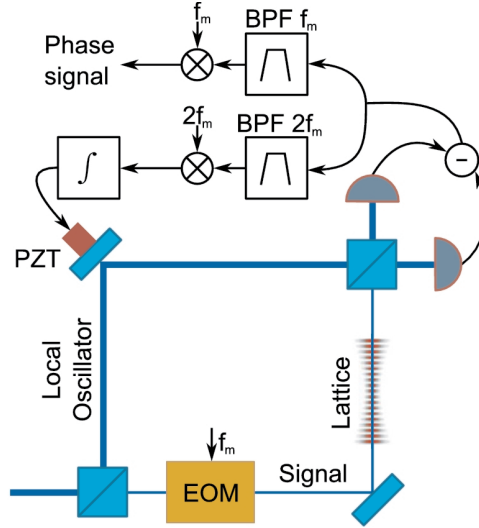 fₘ
BPF fₘ
Phase
signal
2fₘ
BPF 2fₘ
∫
−
PZT
Local
Oscillator
Lattice
fₘ
Signal
EOM